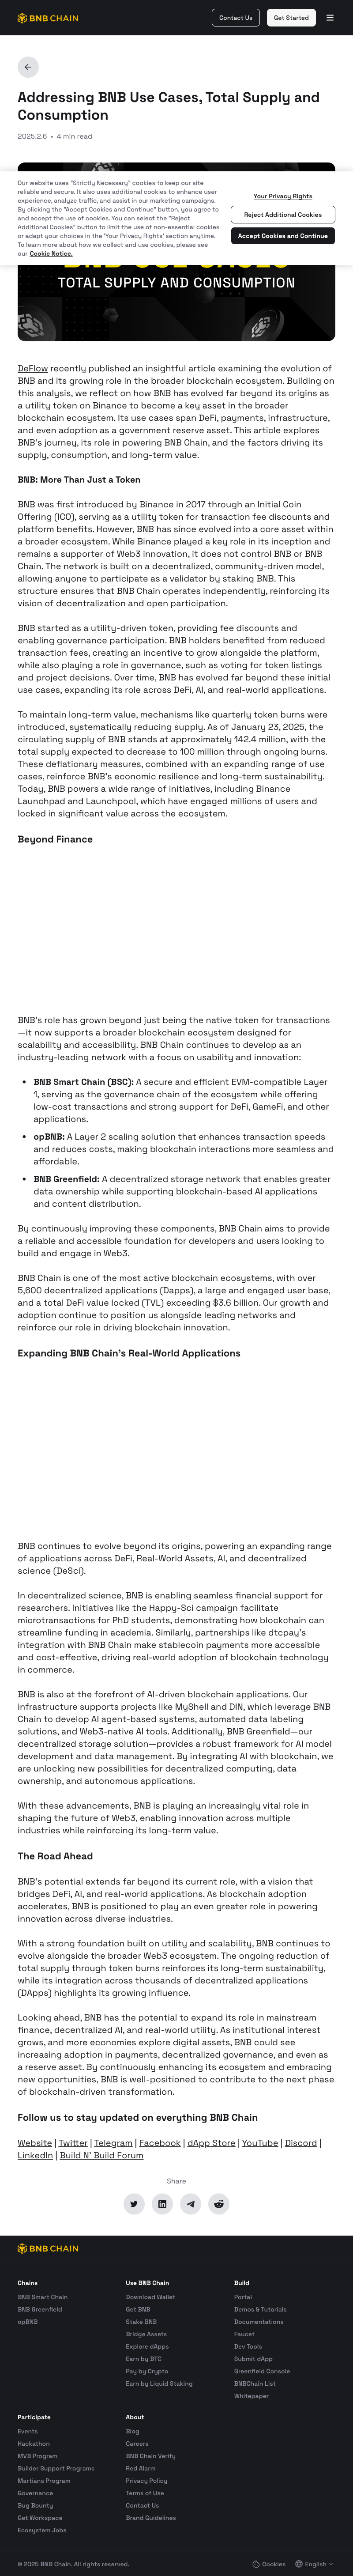 BNB CHAIN
Contact Us
Get Started
Addressing BNB Use Cases, Total Supply and
Consumption
2025.2.6 • 4 min read
Our website uses "Strictly Necessary" cookies to keep our site
reliable and secure. It also uses additional cookies to enhance user
experience, analyze traffic, and assist in our marketing campaigns.
By clicking the "Accept Cookies and Continue" button, you agree to
and accept the use of cookies. You can select the "Reject
Additional Cookies" button to limit the use of non-essential cookies
or adapt your choices in the 'Your Privacy Rights' section anytime.
To learn more about how we collect and use cookies, please see
our Cookie Notice.
Your Privacy Rights
Reject Additional Cookies
Accept Cookies and Continue
TOTAL SUPPLY AND CONSUMPTION
DeFlow recently published an insightful article examining the evolution of
BNB and its growing role in the broader blockchain ecosystem. Building on
this analysis, we reflect on how BNB has evolved far beyond its origins as
a utility token on Binance to become a key asset in the broader
blockchain ecosystem. Its use cases span DeFi, payments, infrastructure,
and even adoption as a government reserve asset. This article explores
BNB's journey, its role in powering BNB Chain, and the factors driving its
supply, consumption, and long-term value.
BNB: More Than Just a Token
BNB was first introduced by Binance in 2017 through an Initial Coin
Offering (ICO), serving as a utility token for transaction fee discounts and
platform benefits. However, BNB has since evolved into a core asset within
a broader ecosystem. While Binance played a key role in its inception and
remains a supporter of Web3 innovation, it does not control BNB or BNB
Chain. The network is built on a decentralized, community-driven model,
allowing anyone to participate as a validator by staking BNB. This
structure ensures that BNB Chain operates independently, reinforcing its
vision of decentralization and open participation.
BNB started as a utility-driven token, providing fee discounts and
enabling governance participation. BNB holders benefited from reduced
transaction fees, creating an incentive to grow alongside the platform,
while also playing a role in governance, such as voting for token listings
and project decisions. Over time, BNB has evolved far beyond these initial
use cases, expanding its role across DeFi, AI, and real-world applications.
To maintain long-term value, mechanisms like quarterly token burns were
introduced, systematically reducing supply. As of January 23, 2025, the
circulating supply of BNB stands at approximately 142.4 million, with the
total supply expected to decrease to 100 million through ongoing burns.
These deflationary measures, combined with an expanding range of use
cases, reinforce BNB's economic resilience and long-term sustainability.
Today, BNB powers a wide range of initiatives, including Binance
Launchpad and Launchpool, which have engaged millions of users and
locked in significant value across the ecosystem.
Beyond Finance
BNB's role has grown beyond just being the native token for transactions
—it now supports a broader blockchain ecosystem designed for
scalability and accessibility. BNB Chain continues to develop as an
industry-leading network with a focus on usability and innovation:
• BNB Smart Chain (BSC): A secure and efficient EVM-compatible Layer
1, serving as the governance chain of the ecosystem while offering
low-cost transactions and strong support for DeFi, GameFi, and other
applications.
• opBNB: A Layer 2 scaling solution that enhances transaction speeds
and reduces costs, making blockchain interactions more seamless and
affordable.
• BNB Greenfield: A decentralized storage network that enables greater
data ownership while supporting blockchain-based AI applications
and content distribution.
By continuously improving these components, BNB Chain aims to provide
a reliable and accessible foundation for developers and users looking to
build and engage in Web3.
BNB Chain is one of the most active blockchain ecosystems, with over
5,600 decentralized applications (Dapps), a large and engaged user base,
and a total DeFi value locked (TVL) exceeding $3.6 billion. Our growth and
adoption continue to position us alongside leading networks and
reinforce our role in driving blockchain innovation.
Expanding BNB Chain's Real-World Applications
BNB continues to evolve beyond its origins, powering an expanding range
of applications across DeFi, Real-World Assets, AI, and decentralized
science (DeSci).
In decentralized science, BNB is enabling seamless financial support for
researchers. Initiatives like the Happy-Sci campaign facilitate
microtransactions for PhD students, demonstrating how blockchain can
streamline funding in academia. Similarly, partnerships like dtcpay's
integration with BNB Chain make stablecoin payments more accessible
and cost-effective, driving real-world adoption of blockchain technology
in commerce.
BNB is also at the forefront of AI-driven blockchain applications. Our
infrastructure supports projects like MyShell and DIN, which leverage BNB
Chain to develop AI agent-based systems, automated data labeling
solutions, and Web3-native AI tools. Additionally, BNB Greenfield—our
decentralized storage solution—provides a robust framework for AI model
development and data management. By integrating AI with blockchain, we
are unlocking new possibilities for decentralized computing, data
ownership, and autonomous applications.
With these advancements, BNB is playing an increasingly vital role in
shaping the future of Web3, enabling innovation across multiple
industries while reinforcing its long-term value.
The Road Ahead
BNB's potential extends far beyond its current role, with a vision that
bridges DeFi, AI, and real-world applications. As blockchain adoption
accelerates, BNB is positioned to play an even greater role in powering
innovation across diverse industries.
With a strong foundation built on utility and scalability, BNB continues to
evolve alongside the broader Web3 ecosystem. The ongoing reduction of
total supply through token burns reinforces its long-term sustainability,
while its integration across thousands of decentralized applications
(DApps) highlights its growing influence.
Looking ahead, BNB has the potential to expand its role in mainstream
finance, decentralized AI, and real-world utility. As institutional interest
grows, and more economies explore digital assets, BNB could see
increasing adoption in payments, decentralized governance, and even as
a reserve asset. By continuously enhancing its ecosystem and embracing
new opportunities, BNB is well-positioned to contribute to the next phase
of blockchain-driven transformation.
Follow us to stay updated on everything BNB Chain
Website | Twitter | Telegram | Facebook | dApp Store | YouTube | Discord |
LinkedIn | Build N' Build Forum
Share
BNB CHAIN
Chains
BNB Smart Chain
BNB Greenfield
opBNB
Use BNB Chain
Download Wallet
Get BNB
Stake BNB
Bridge Assets
Explore dApps
Earn by BTC
Pay by Crypto
Earn by Liquid Staking
Build
Portal
Demos & Tutorials
Documentations
Faucet
Dev Tools
Submit dApp
Greenfield Console
BNBChain List
Whitepaper
Participate
Events
Hackathon
MVB Program
Builder Support Programs
Martians Program
Governance
Bug Bounty
Get Workspace
Ecosystem Jobs
About
Blog
Careers
BNB Chain Verify
Red Alarm
Privacy Policy
Terms of Use
Contact Us
Brand Guidelines
© 2025 BNB Chain. All rights reserved.
Cookies
English